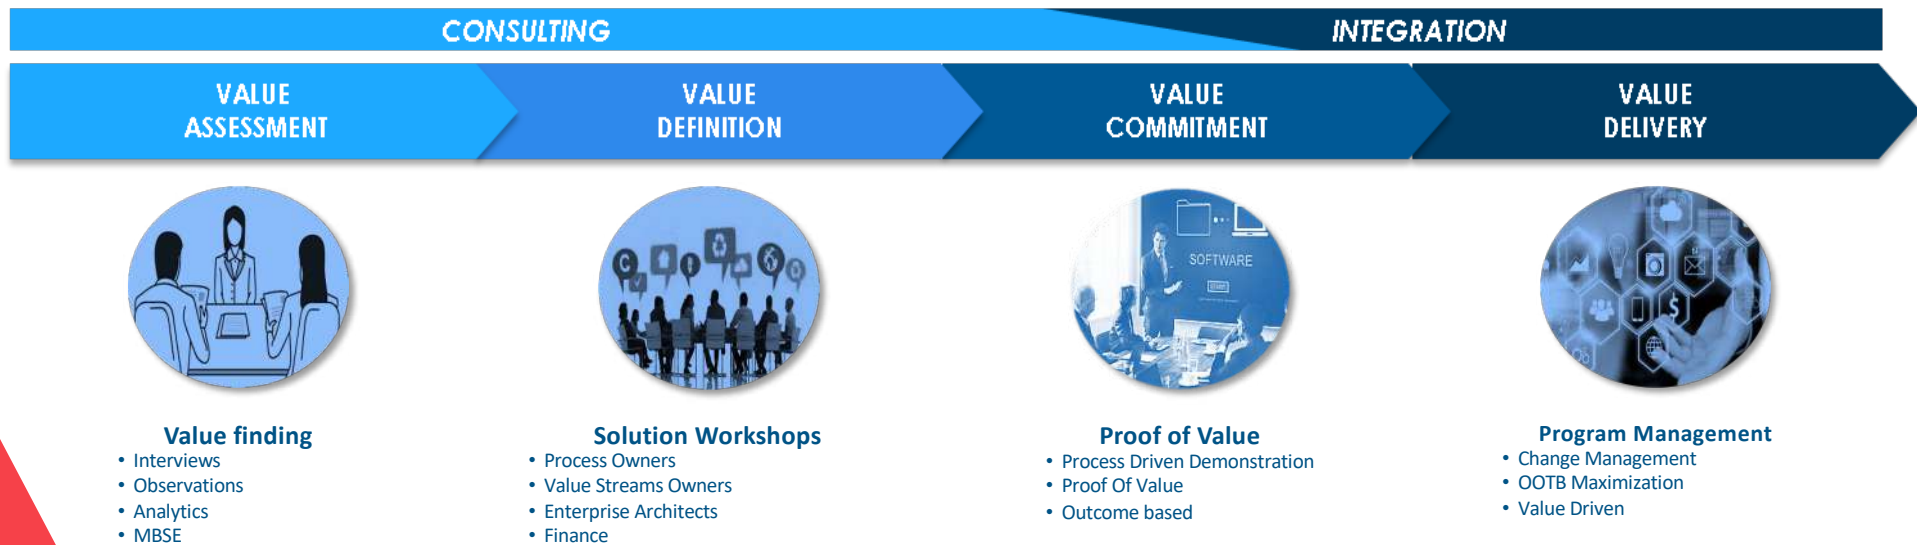 CONSULTING
INTEGRATION
VALUE
ASSESSMENT
VALUE
DEFINITION
VALUE
COMMITMENT
VALUE
DELIVERY
SOFTWARE
START
Value finding
• Interviews
• Observations
• Analytics
• MBSE
Solution Workshops
• Process Owners
• Value Streams Owners
• Enterprise Architects
• Finance
Proof of Value
• Process Driven Demonstration
• Proof Of Value
• Outcome based
Program Management
• Change Management
• OOTB Maximization
• Value Driven